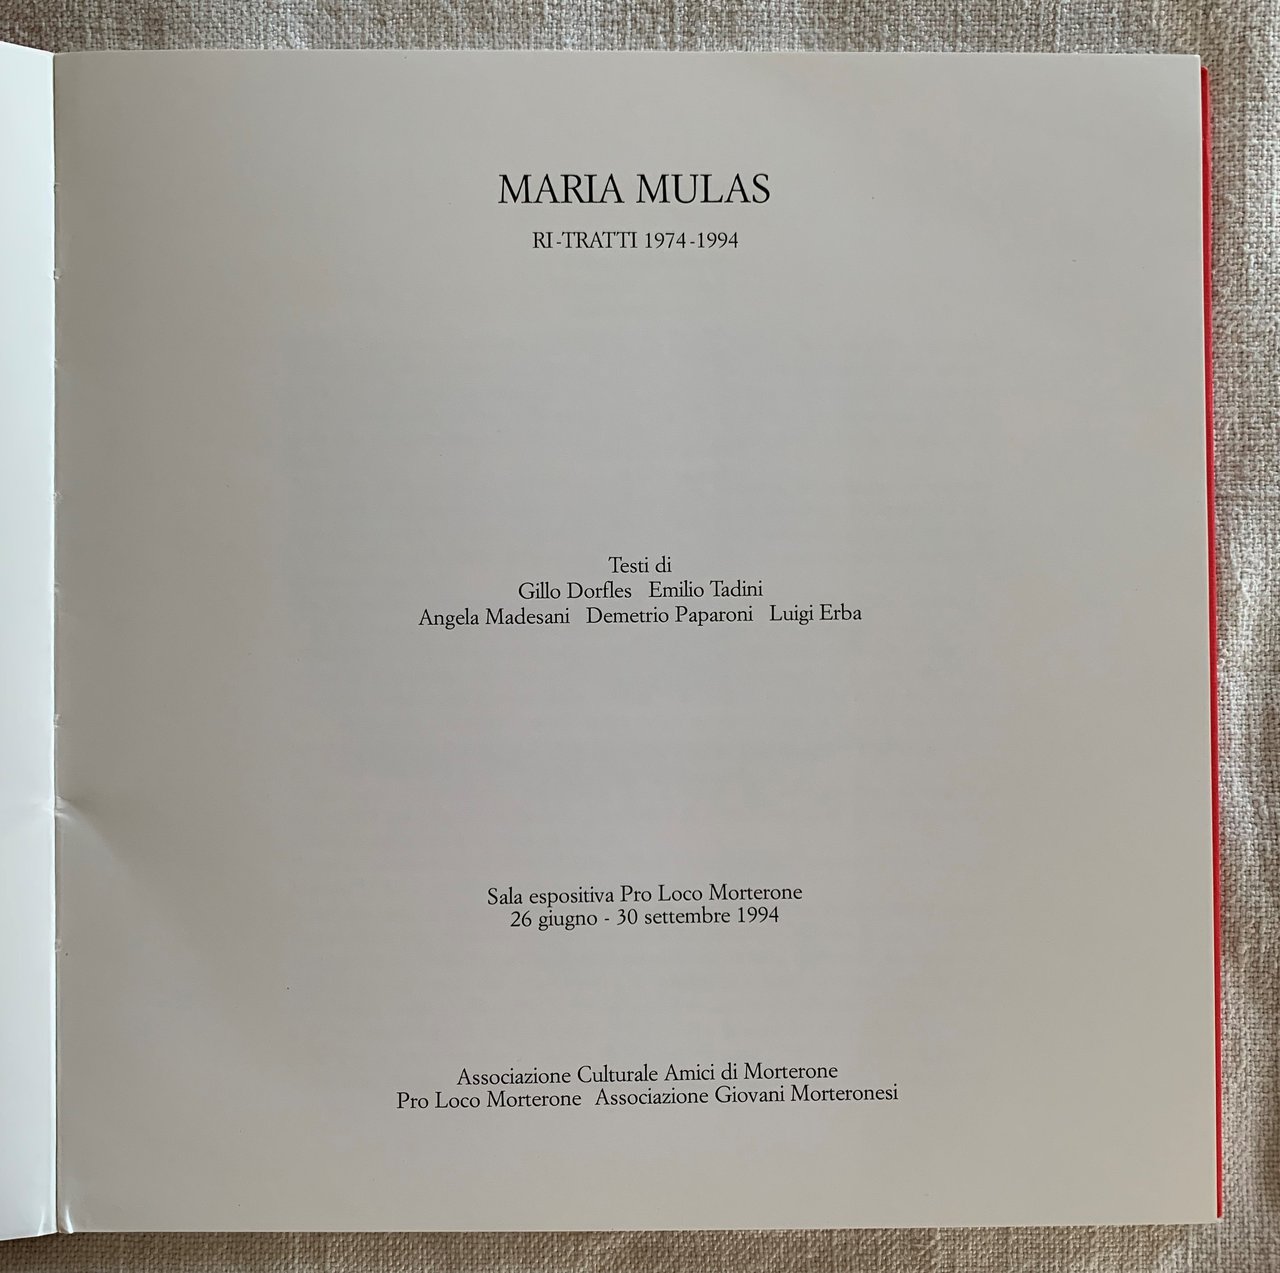 MARIA MULAS
RI-TRATTI 1974-1994
Testi di
Gillo Dorfles Emilio Tadini
Angela Madesani Demetrio Paparoni Luigi Erba
Sala espositiva Pro Loco Morterone
26 giugno - 30 settembre 1994
Associazione Culturale Amici di Morterone
Pro Loco Morterone Associazione Giovani Morteronesi